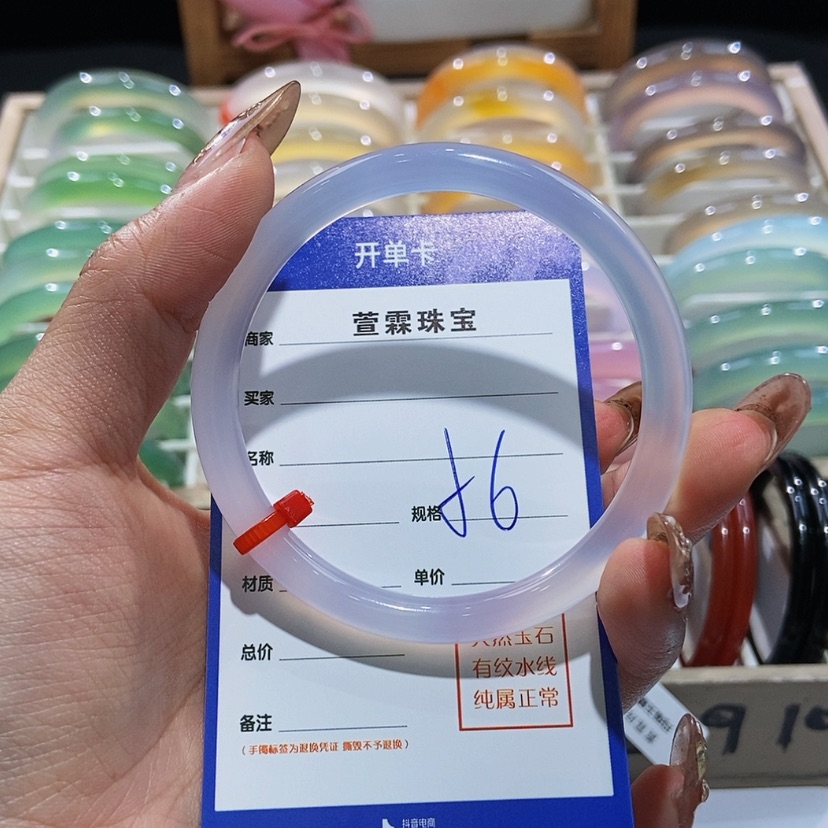 开单卡
商家 萱霖珠宝
买家
名称
规格 56
材质
单价
总价
天然玉石
有纹水线
纯属正常
备注
(手镯标签为退换凭证 撕毁不予退换)
抖音电商